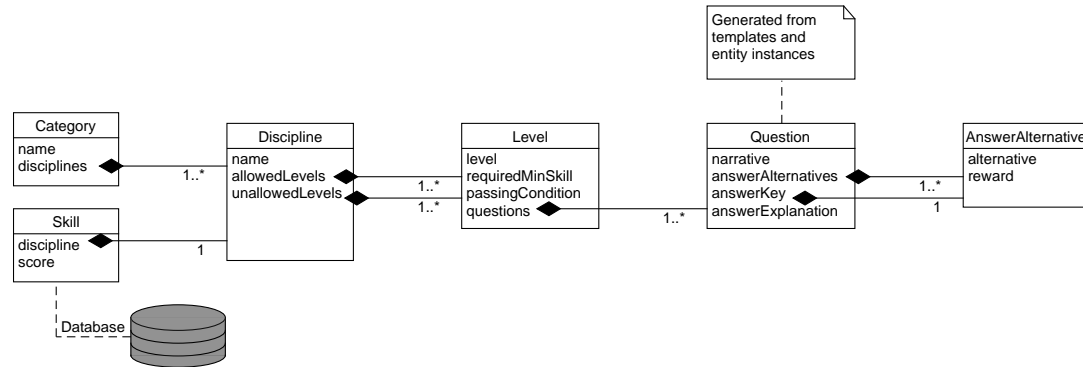 Generated from
templates and
entity instances
Category
name
disciplines
1..*
Skill
discipline
score
1
Database
Discipline
name
allowedLevels
unallowedLevels
1..*
1..*
Level
level
requiredMinSkill
passingCondition
questions
1..*
Question
narrative
answerAlternatives
answerKey
answerExplanation
1..*
1
AnswerAlternative
alternative
reward